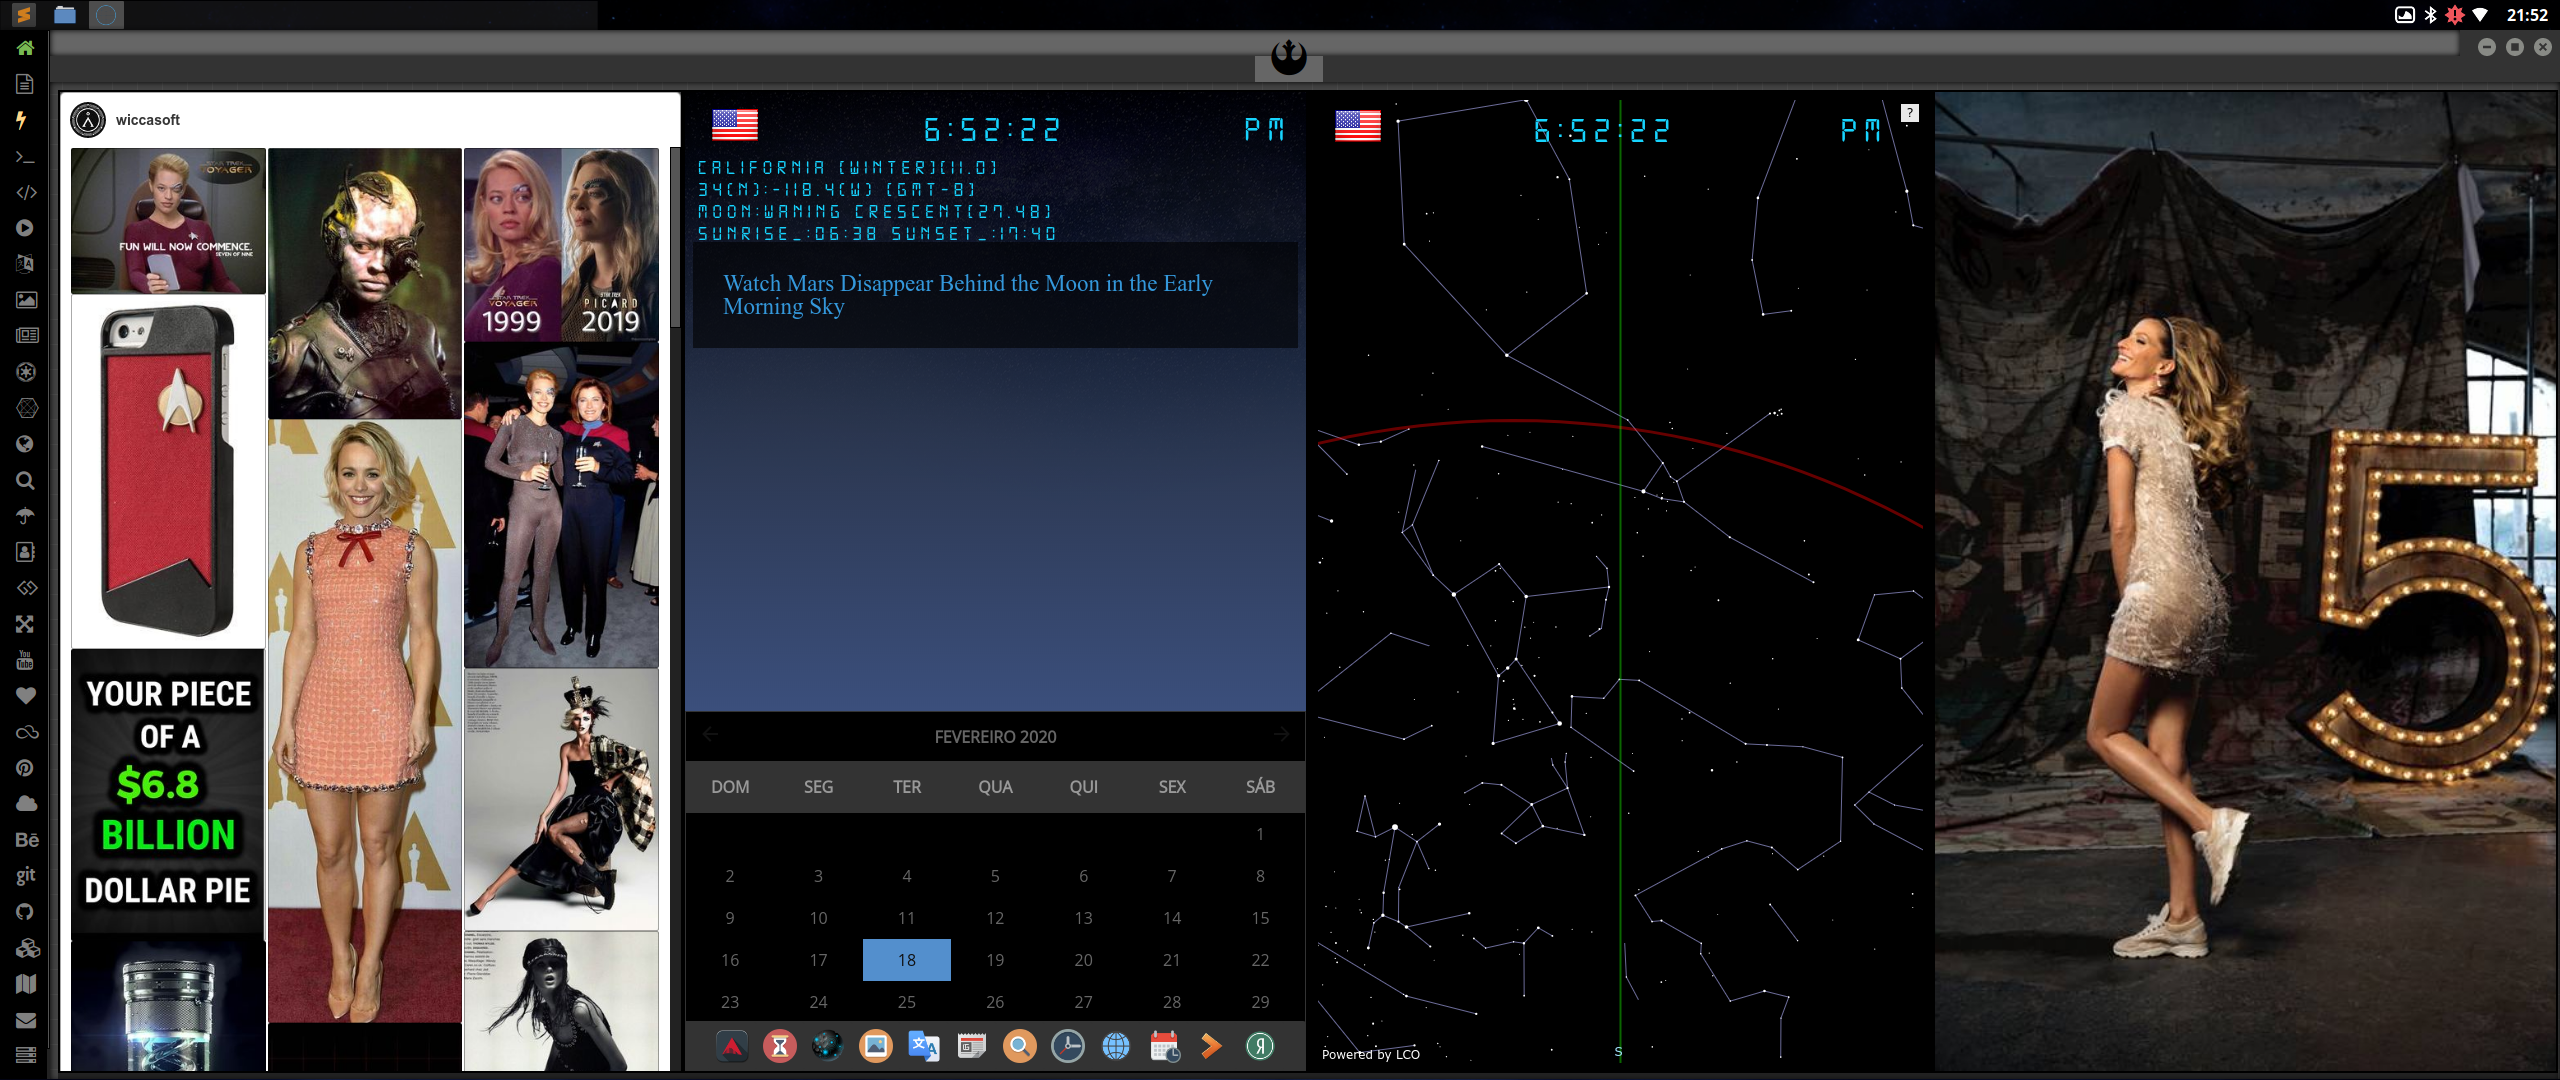 21:52
wiccasoft
STAR TREK
VOYAGER
FUN WILL NOW COMMENCE.
SEVEN OF NINE
STAR TREK
VOYAGER
1999
STAR TREK
PICARD
2019
YOUR PIECE
OF A
$6.8
BILLION
DOLLAR PIE
6:52:22 PM
CALIFORNIA [WINTER][11.0]
34[N]:-118.4[W] [GMT-8]
MOON:WANING CRESCENT[27.48]
SUNRISE_:06:38 SUNSET_:17:40
Watch Mars Disappear Behind the Moon in the Early
Morning Sky
FEVEREIRO 2020
DOM SEG TER QUA QUI SEX SÁB
1
2 3 4 5 6 7 8
9 10 11 12 13 14 15
16 17 18 19 20 21 22
23 24 25 26 27 28 29
6:52:22 PM
?
Powered by LCO
S
5
You
Tube
Bē
git